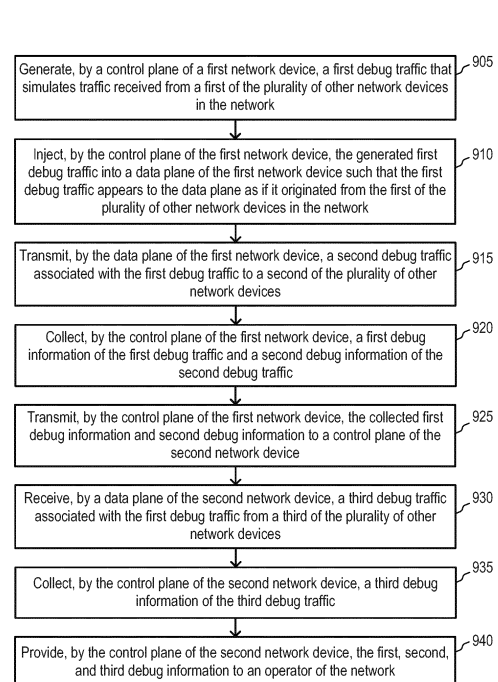 905
Generate, by a control plane of a first network device, a first debug traffic that
simulates traffic received from a first of the plurality of other network devices
in the network
910
Inject, by the control plane of the first network device, the generated first
debug traffic into a data plane of the first network device such that the first
debug traffic appears to the data plane as if it originated from the first of the
plurality of other network devices in the network
915
Transmit, by the data plane of the first network device, a second debug traffic
associated with the first debug traffic to a second of the plurality of other
network devices
920
Collect, by the control plane of the first network device, a first debug
information of the first debug traffic and a second debug information of the
second debug traffic
925
Transmit, by the control plane of the first network device, the collected first
debug information and second debug information to a control plane of the
second network device
930
Receive, by a data plane of the second network device, a third debug traffic
associated with the first debug traffic from a third of the plurality of other
network devices
935
Collect, by the control plane of the second network device, a third debug
information of the third debug traffic
940
Provide, by the control plane of the second network device, the first, second,
and third debug information to an operator of the network